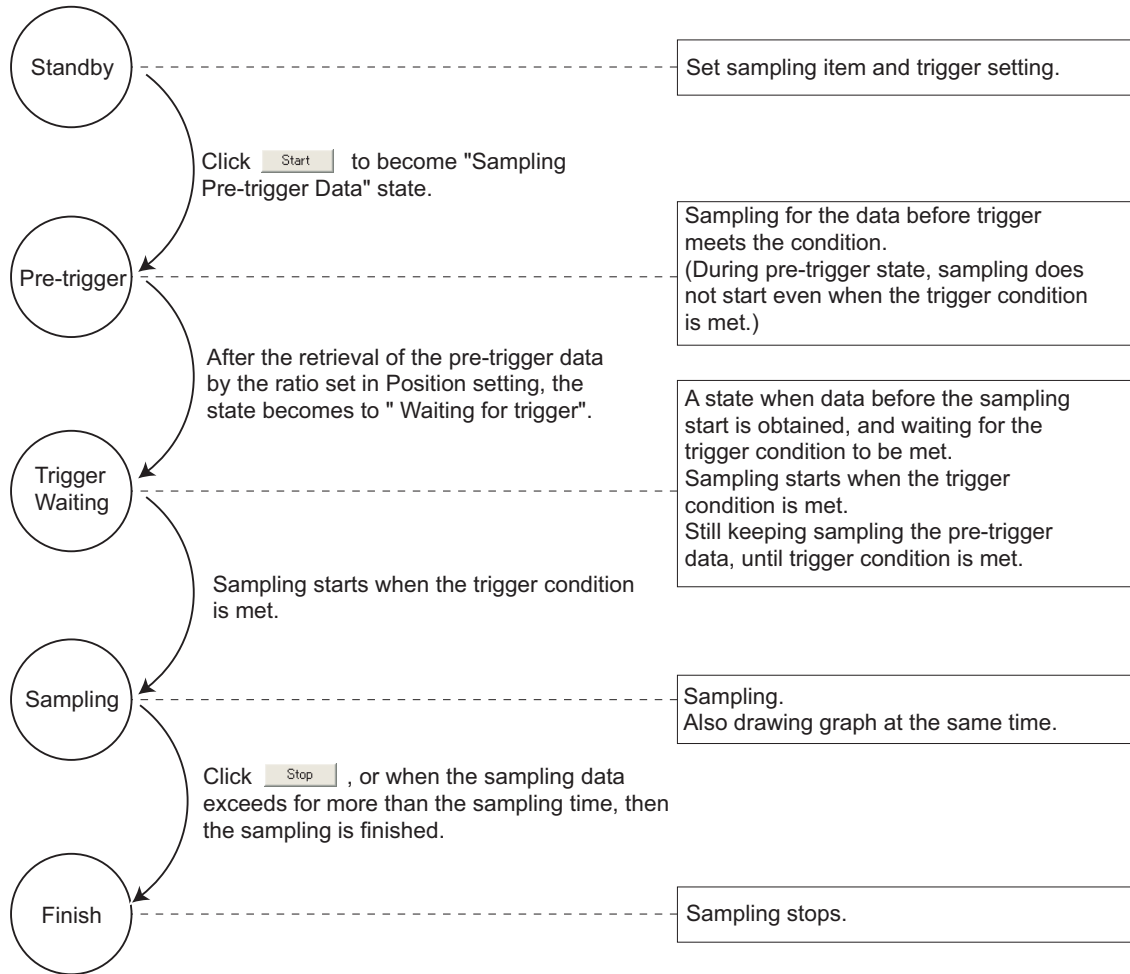 Standby
Set sampling item and trigger setting.
Click Start to become "Sampling
Pre-trigger Data" state.
Pre-trigger
Sampling for the data before trigger
meets the condition.
(During pre-trigger state, sampling does
not start even when the trigger condition
is met.)
After the retrieval of the pre-trigger data
by the ratio set in Position setting, the
state becomes to " Waiting for trigger".
Trigger
Waiting
A state when data before the sampling
start is obtained, and waiting for the
trigger condition to be met.
Sampling starts when the trigger
condition is met.
Still keeping sampling the pre-trigger
data, until trigger condition is met.
Sampling starts when the trigger condition
is met.
Sampling
Sampling.
Also drawing graph at the same time.
Click Stop , or when the sampling data
exceeds for more than the sampling time, then
the sampling is finished.
Finish
Sampling stops.